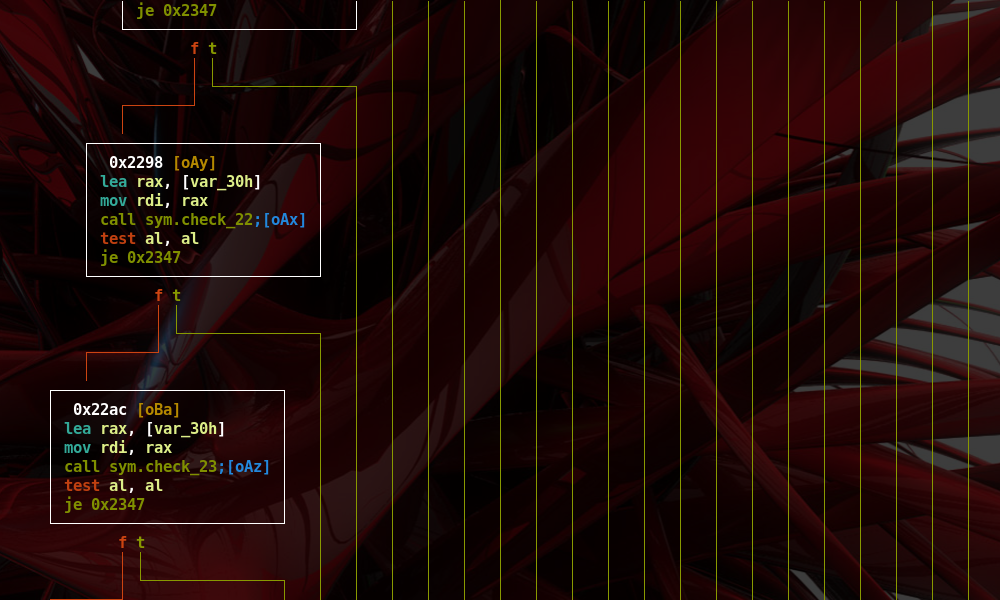 je 0x2347
f t
0x2298 [oAy]
lea rax, [var_30h]
mov rdi, rax
call sym.check_22;[oAx]
test al, al
je 0x2347
f t
0x22ac [oBa]
lea rax, [var_30h]
mov rdi, rax
call sym.check_23;[oAz]
test al, al
je 0x2347
f t